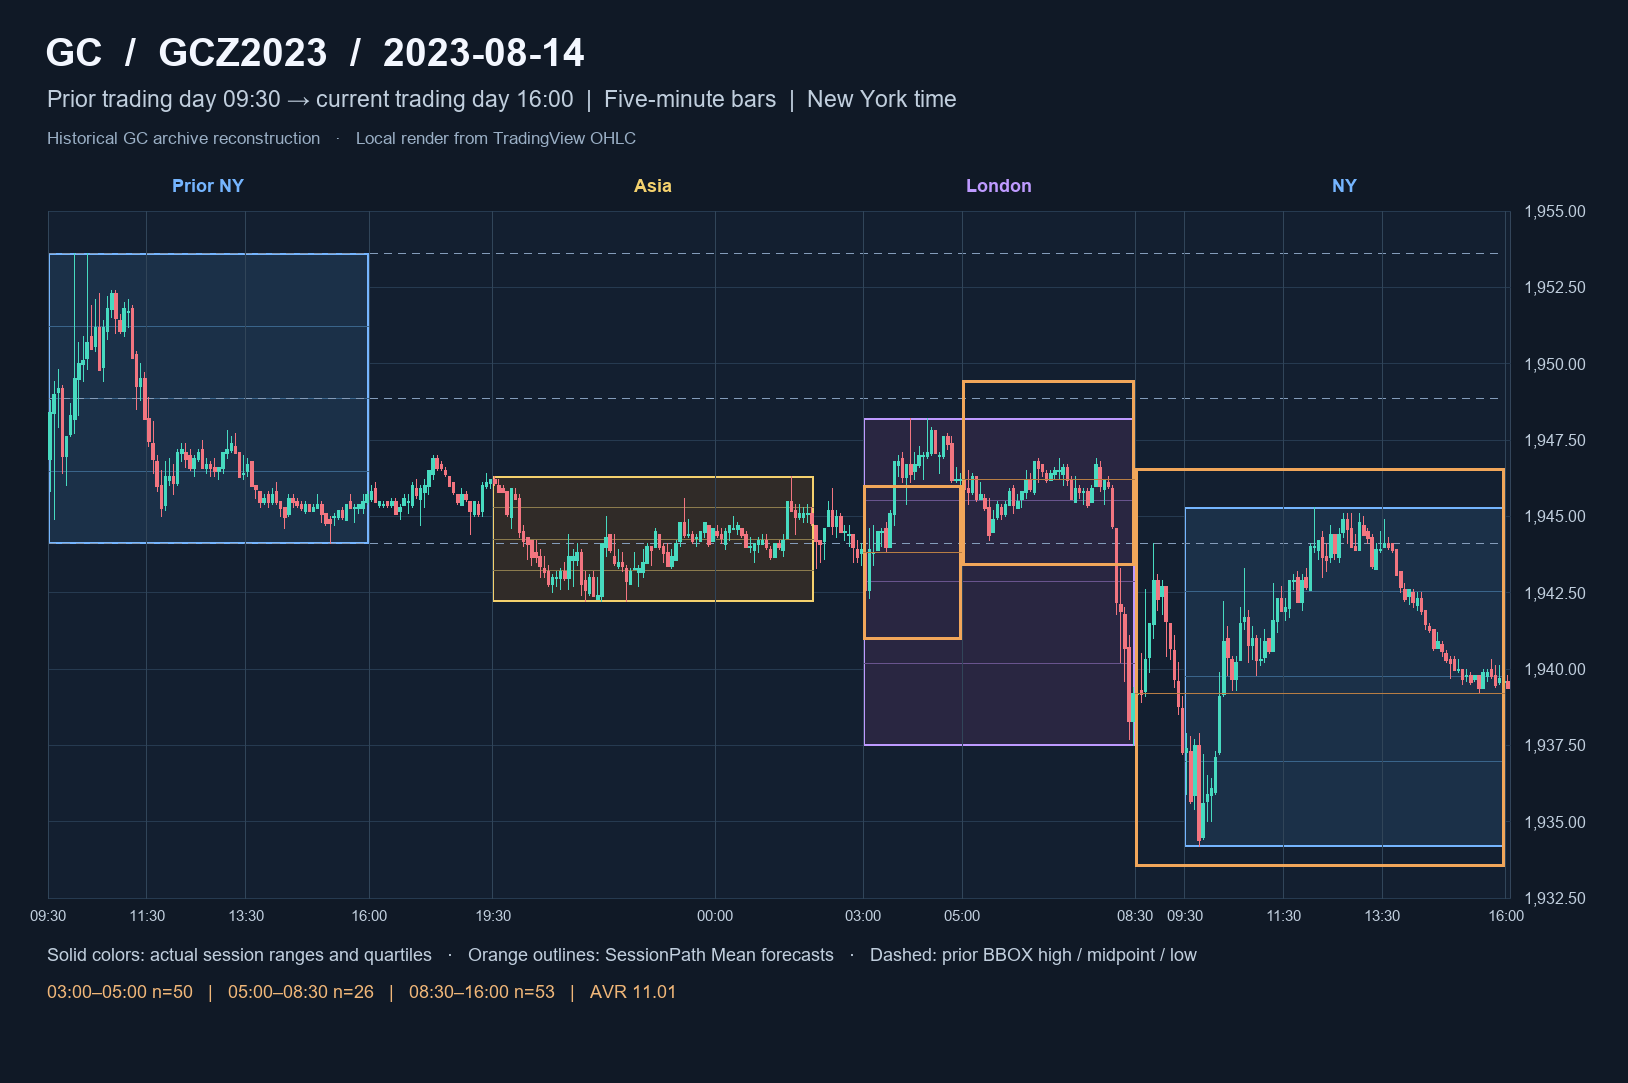 GC / GCZ2023 / 2023-08-14
Prior trading day 09:30 → current trading day 16:00 | Five-minute bars | New York time
Historical GC archive reconstruction · Local render from TradingView OHLC
Prior NY Asia London NY
1,955.00
1,952.50
1,950.00
1,947.50
1,945.00
1,942.50
1,940.00
1,937.50
1,935.00
1,932.50
09:30 11:30 13:30 16:00 19:30 00:00 03:00 05:00 08:30 09:30 11:30 13:30 16:00
Solid colors: actual session ranges and quartiles · Orange outlines: SessionPath Mean forecasts · Dashed: prior BBOX high / midpoint / low
03:00–05:00 n=50 | 05:00–08:30 n=26 | 08:30–16:00 n=53 | AVR 11.01